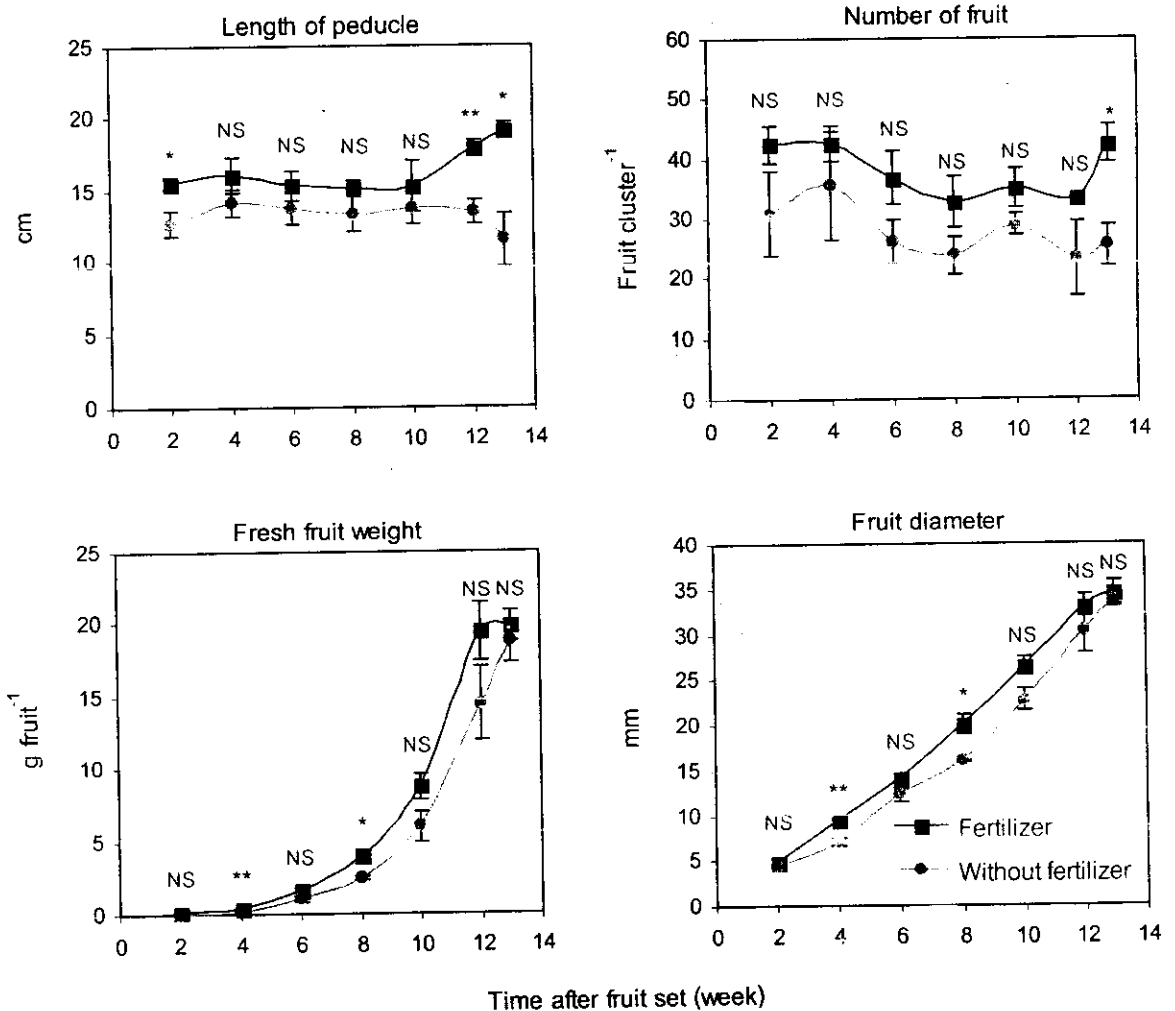 Length of peducle
25
20
15
10
5
0
cm
*
NS
NS
NS
NS
**
*
0
2
4
6
8
10
12
14
Number of fruit
60
50
40
30
20
10
0
Fruit cluster⁻¹
NS
NS
NS
NS
NS
NS
*
0
2
4
6
8
10
12
14
Fresh fruit weight
25
20
15
10
5
0
g fruit⁻¹
NS
**
NS
*
NS
NS
NS
0
2
4
6
8
10
12
14
Fruit diameter
40
35
30
25
20
15
10
5
0
mm
NS
**
NS
*
NS
NS
NS
Fertilizer
Without fertilizer
0
2
4
6
8
10
12
14
Time after fruit set (week)